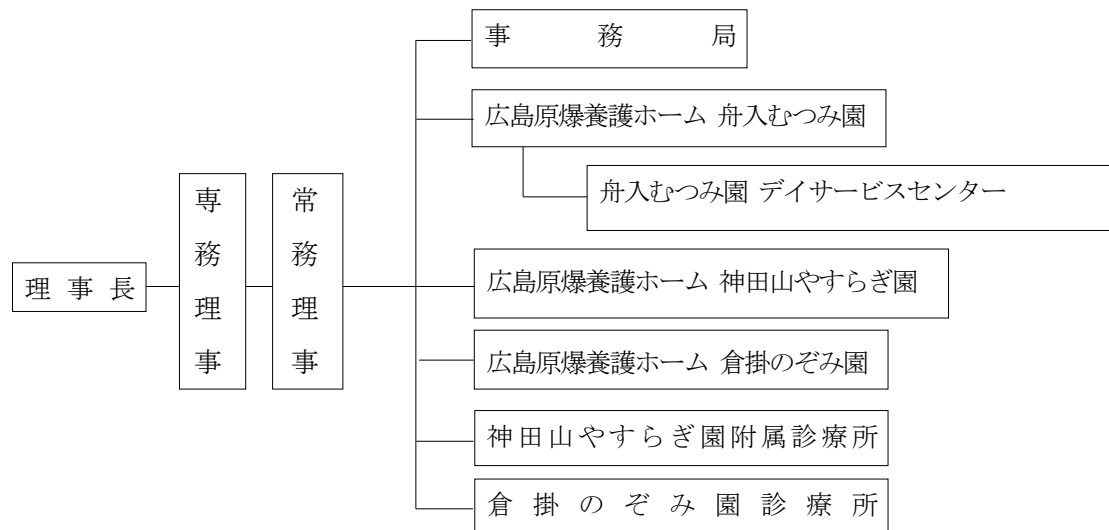 事務局
広島原爆養護ホーム 舟入むつみ園
舟入むつみ園 デイサービスセンター
専務理事
常務理事
理事長
広島原爆養護ホーム 神田山やすらぎ園
広島原爆養護ホーム 倉掛のぞみ園
神田山やすらぎ園附属診療所
倉掛のぞみ園診療所